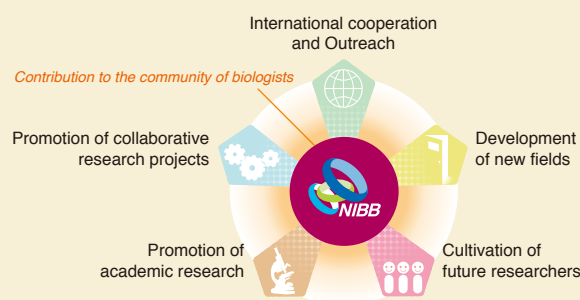 International cooperation
and Outreach
Contribution to the community of biologists
Promotion of collaborative
research projects
Development
of new fields
NIBB
Promotion of
academic research
Cultivation of
future researchers